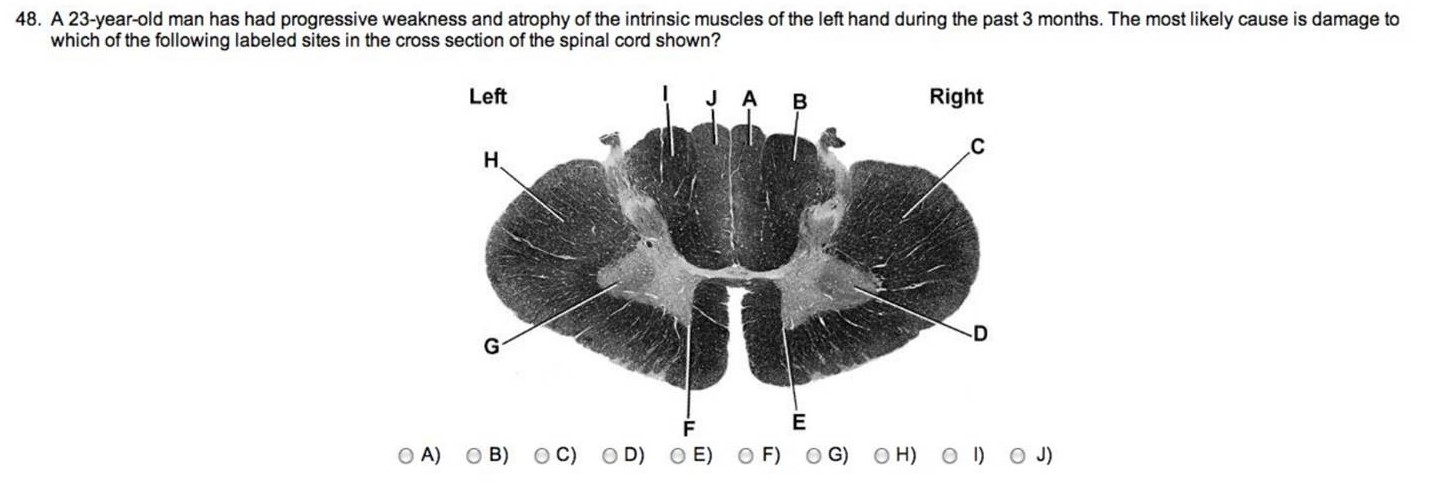 48. A 23-year-old man has had progressive weakness and atrophy of the intrinsic muscles of the left hand during the past 3 months. The most likely cause is damage to
which of the following labeled sites in the cross section of the spinal cord shown?
Left I J A B Right
H C
G D
F E
A) B) C) D) E) F) G) H) I) J)